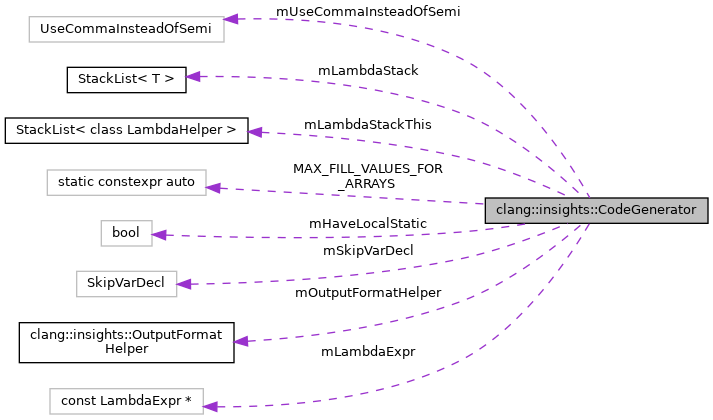 mUseCommaInsteadOfSemi
UseCommaInsteadOfSemi
mLambdaStack
StackList< T >
mLambdaStackThis
StackList< class LambdaHelper >
MAX_FILL_VALUES_FOR
_ARRAYS
static constexpr auto
clang::insights::CodeGenerator
mHaveLocalStatic
bool
mSkipVarDecl
SkipVarDecl
mOutputFormatHelper
clang::insights::OutputFormat
Helper
mLambdaExpr
const LambdaExpr *